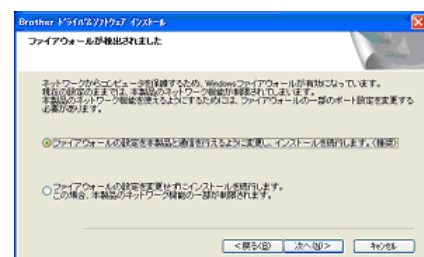 Brother ドライバ&ソフトウェア インストール
ファイアウォールが検出されました
ネットワークからコンピュータを保護するため、Windowsファイアウォールが有効になっています。
現在の設定のままでは、本製品のネットワーク機能が制限されてしまいます。
本製品のネットワーク機能を使えるようにするためには、ファイアウォールの一部のポート設定を変更する
必要があります。
ファイアウォールの設定を本製品と通信を行えるように変更し、インストールを続行します。(推奨)
ファイアウォールの設定を変更せずにインストールを続行します。
この場合、本製品のネットワーク機能の一部が制限されます。
<戻る(B) 次へ(N)> キャンセル